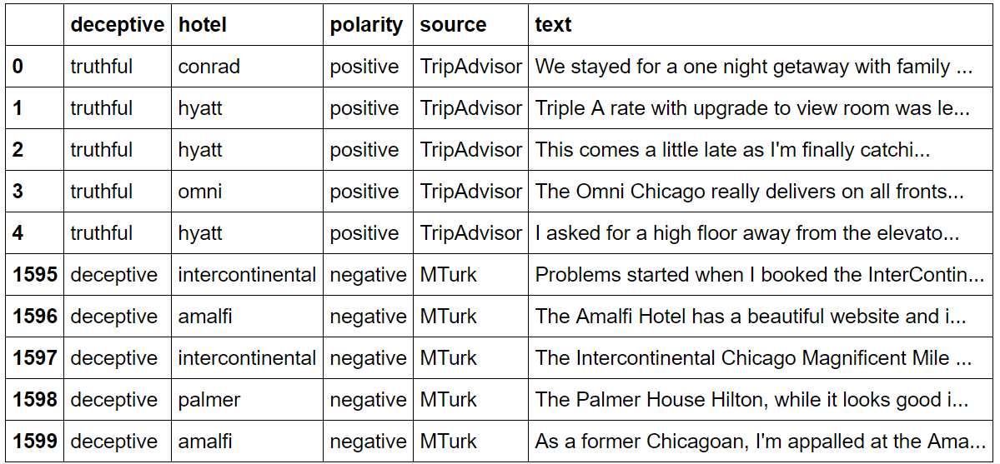 deceptive hotel polarity source text
0 truthful conrad positive TripAdvisor We stayed for a one night getaway with family ...
1 truthful hyatt positive TripAdvisor Triple A rate with upgrade to view room was le...
2 truthful hyatt positive TripAdvisor This comes a little late as I'm finally catchi...
3 truthful omni positive TripAdvisor The Omni Chicago really delivers on all fronts...
4 truthful hyatt positive TripAdvisor I asked for a high floor away from the elevato...
1595 deceptive intercontinental negative MTurk Problems started when I booked the InterContin...
1596 deceptive amalfi negative MTurk The Amalfi Hotel has a beautiful website and i...
1597 deceptive intercontinental negative MTurk The Intercontinental Chicago Magnificent Mile ...
1598 deceptive palmer negative MTurk The Palmer House Hilton, while it looks good i...
1599 deceptive amalfi negative MTurk As a former Chicagoan, I'm appalled at the Ama...